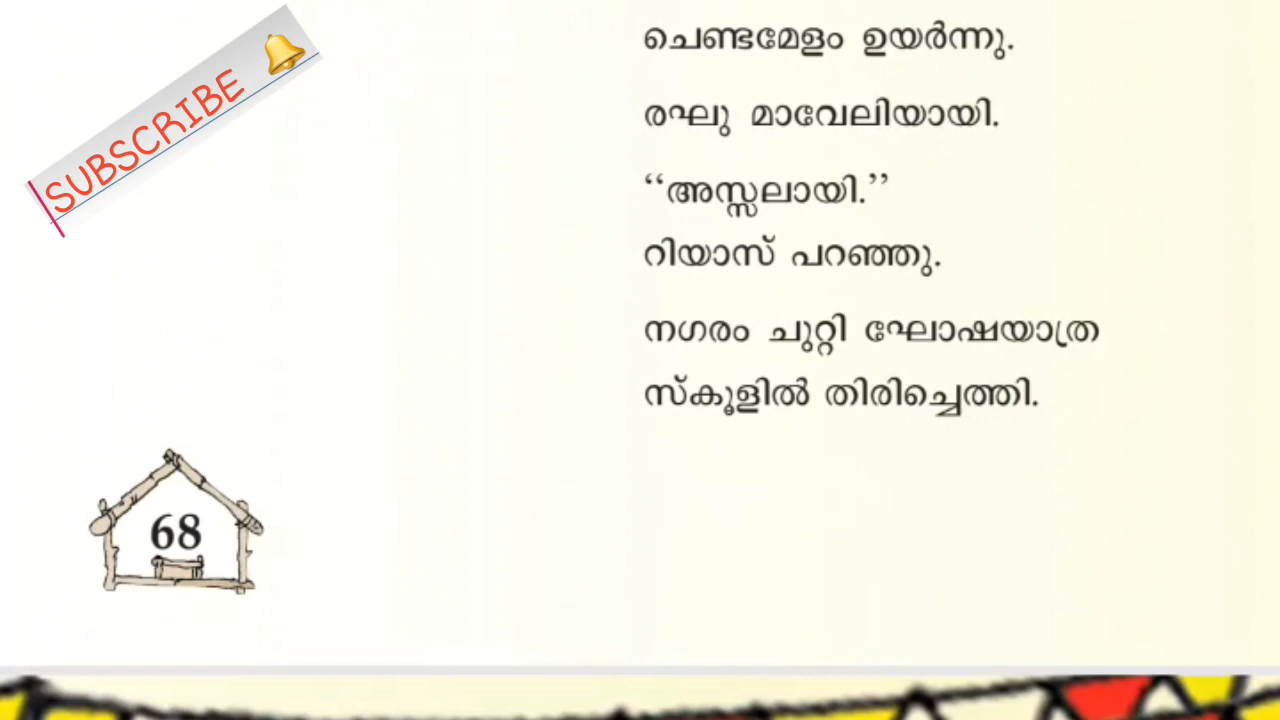 SUBSCRIBE
ചെണ്ടമേളം ഉയർന്നു.
രഘു മാവേലിയായി.
“അസ്സലായി.”
റിയാസ് പറഞ്ഞു.
നഗരം ചുറ്റി ഘോഷയാത്ര
സ്കൂളിൽ തിരിച്ചെത്തി.
68